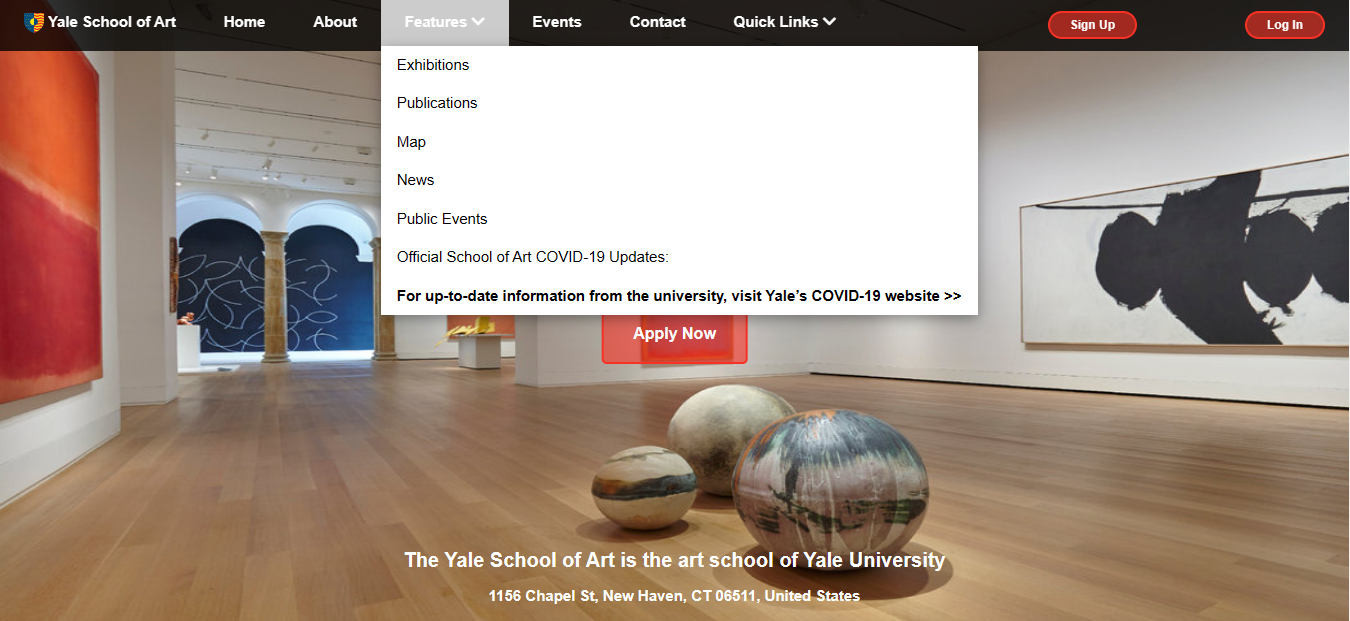 Yale School of Art Home About Features Events Contact Quick Links Sign Up Log In
Exhibitions
Publications
Map
News
Public Events
Official School of Art COVID-19 Updates:
For up-to-date information from the university, visit Yale’s COVID-19 website >>
Apply Now
The Yale School of Art is the art school of Yale University
1156 Chapel St, New Haven, CT 06511, United States